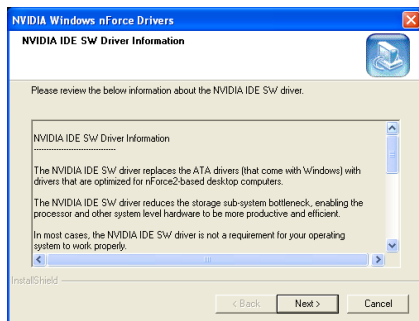 NVIDIA Windows nForce Drivers
NVIDIA IDE SW Driver Information
Please review the below information about the NVIDIA IDE SW driver.
NVIDIA IDE SW Driver Information
--------------------------------
The NVIDIA IDE SW driver replaces the ATA drivers (that come with Windows) with
drivers that are optimized for nForce2-based desktop computers.
The NVIDIA IDE SW driver reduces the storage sub-system bottleneck, enabling the
processor and other system level hardware to be more productive and efficient.
In most cases, the NVIDIA IDE SW driver is not a requirement for your operating
system to work properly.
InstallShield
< Back
Next >
Cancel